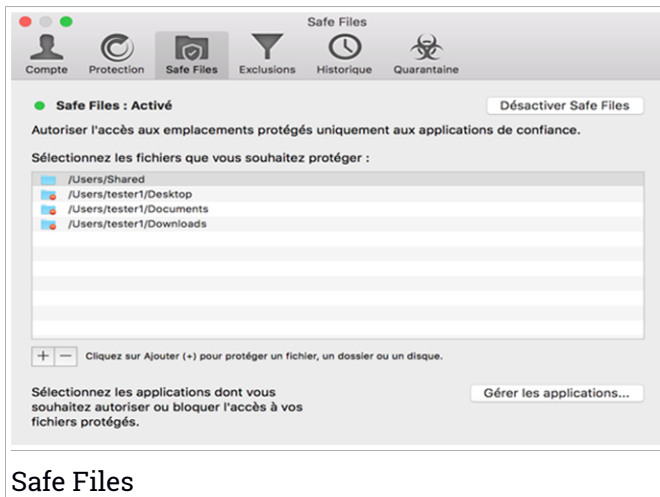 Safe Files
Compte Protection Safe Files Exclusions Historique Quarantaine
Safe Files : Activé
Désactiver Safe Files
Autoriser l'accès aux emplacements protégés uniquement aux applications de confiance.
Sélectionnez les fichiers que vous souhaitez protéger :
/Users/Shared
/Users/tester1/Desktop
/Users/tester1/Documents
/Users/tester1/Downloads
+ − Cliquez sur Ajouter (+) pour protéger un fichier, un dossier ou un disque.
Sélectionnez les applications dont vous
souhaitez autoriser ou bloquer l'accès à vos
fichiers protégés.
Gérer les applications...
Safe Files